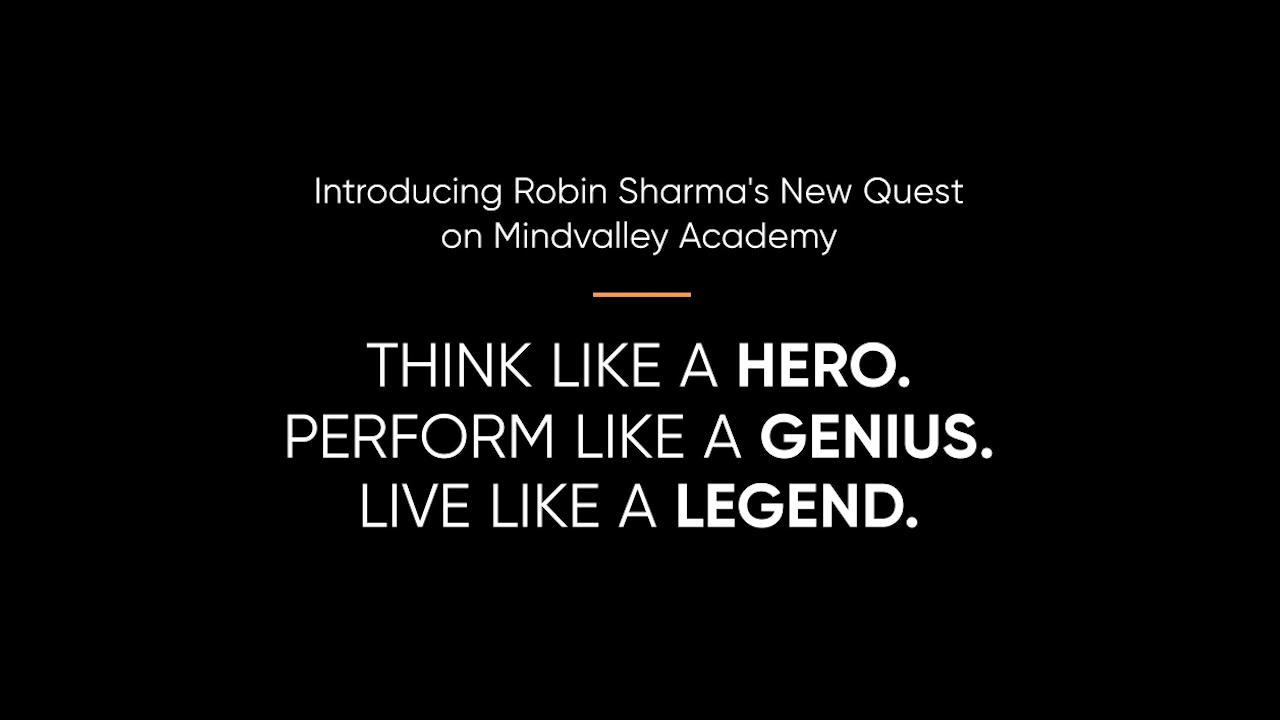 Introducing Robin Sharma's New Quest
on Mindvalley Academy
THINK LIKE A HERO.
PERFORM LIKE A GENIUS.
LIVE LIKE A LEGEND.